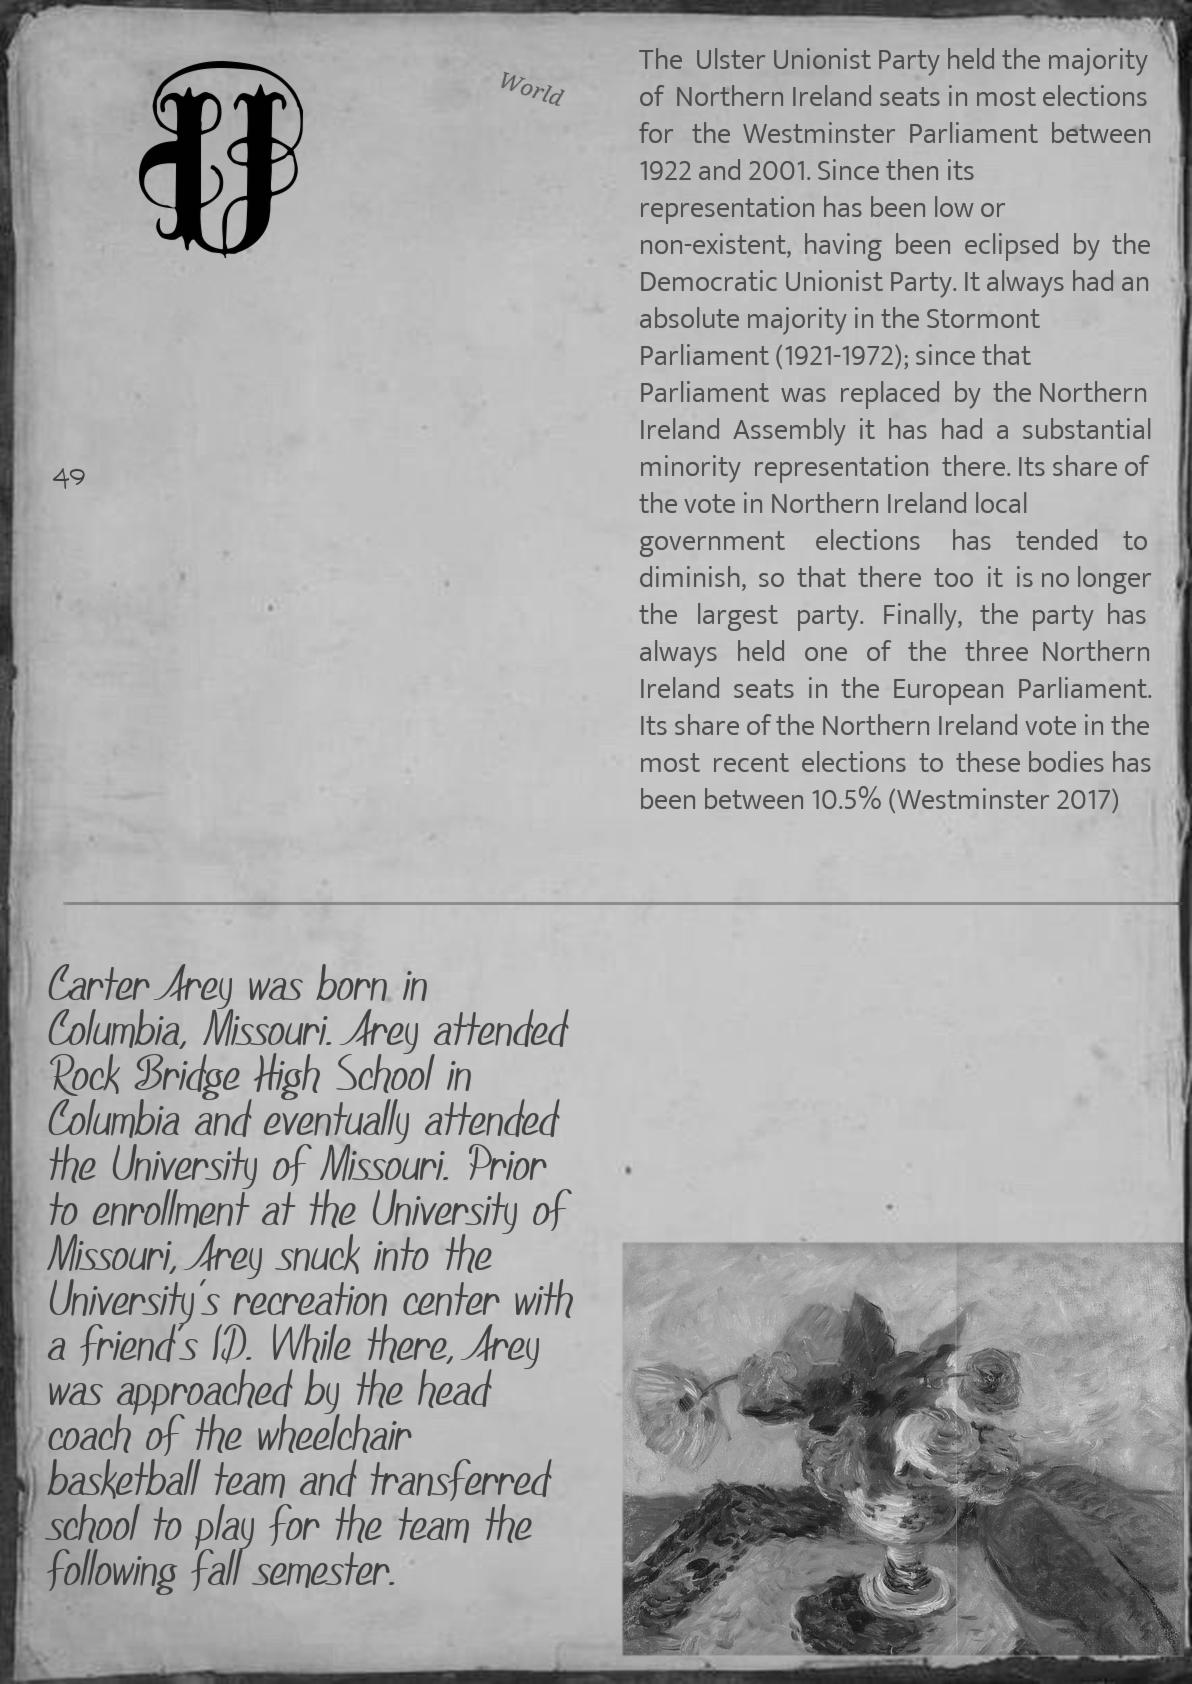 U
World
49
The Ulster Unionist Party held the majority
of Northern Ireland seats in most elections
for the Westminster Parliament between
1922 and 2001. Since then its
representation has been low or
non-existent, having been eclipsed by the
Democratic Unionist Party. It always had an
absolute majority in the Stormont
Parliament (1921-1972); since that
Parliament was replaced by the Northern
Ireland Assembly it has had a substantial
minority representation there. Its share of
the vote in Northern Ireland local
government elections has tended to
diminish, so that there too it is no longer
the largest party. Finally, the party has
always held one of the three Northern
Ireland seats in the European Parliament.
Its share of the Northern Ireland vote in the
most recent elections to these bodies has
been between 10.5% (Westminster 2017)
Carter Arey was born in
Columbia, Missouri. Arey attended
Rock Bridge High School in
Columbia and eventually attended
the University of Missouri. Prior
to enrollment at the University of
Missouri, Arey snuck into the
University's recreation center with
a friend's ID. While there, Arey
was approached by the head
coach of the wheelchair
basketball team and transferred
school to play for the team the
following fall semester.